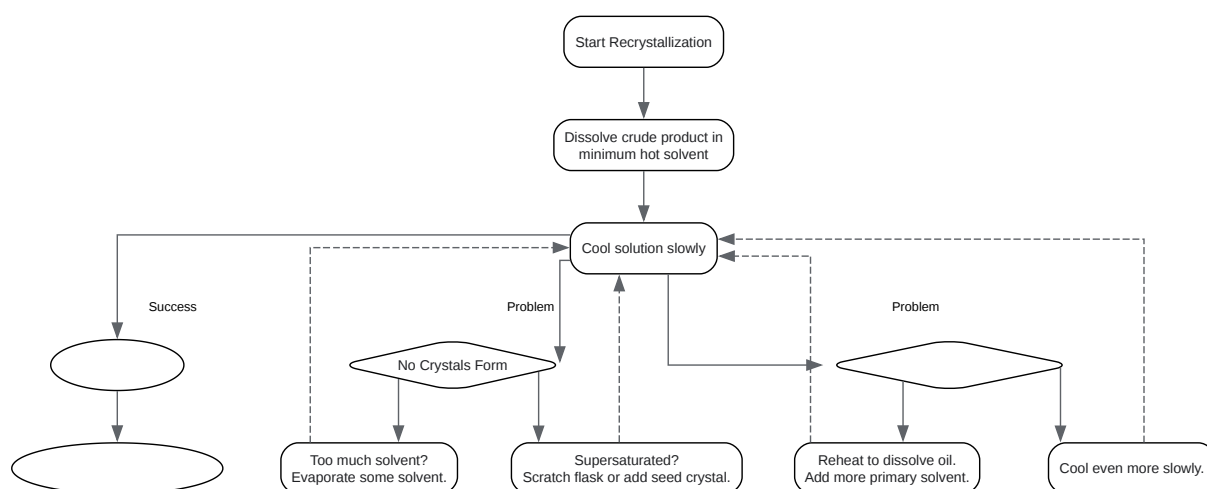 Start Recrystallization
Dissolve crude product in
minimum hot solvent
Cool solution slowly
Success
Problem
Problem
No Crystals Form
Too much solvent?
Evaporate some solvent.
Supersaturated?
Scratch flask or add seed crystal.
Reheat to dissolve oil.
Add more primary solvent.
Cool even more slowly.